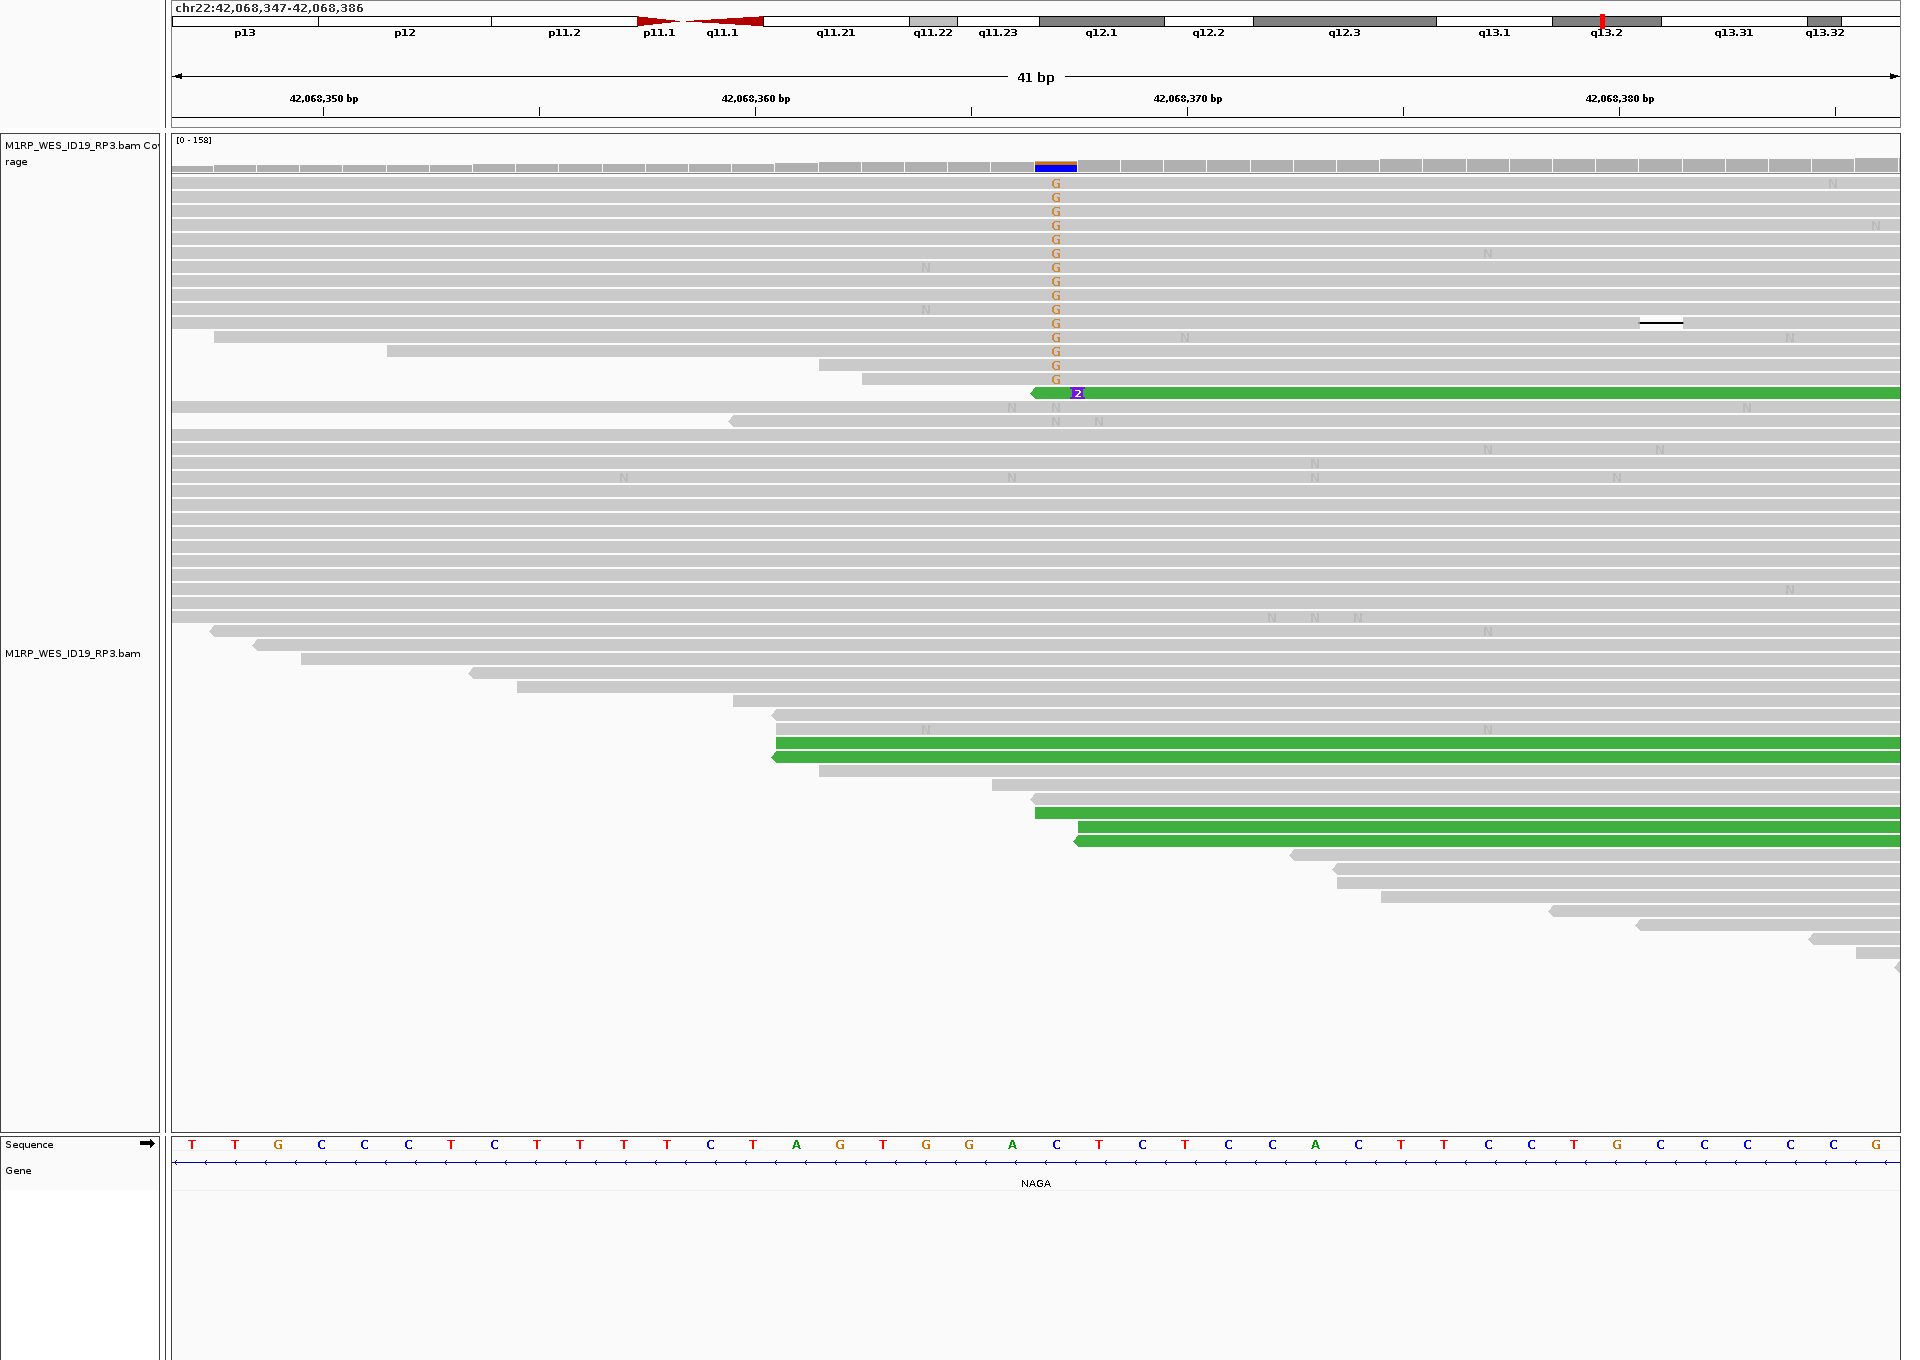 chr22:42,068,347-42,068,386
p13 p12 p11.2 p11.1 q11.1 q11.21 q11.22 q11.23 q12.1 q12.2 q12.3 q13.1 q13.2 q13.31 q13.32
41 bp
42,068,350 bp 42,068,360 bp 42,068,370 bp 42,068,380 bp
M1RP_WES_ID19_RP3.bam Co
rage
[0 - 158]
G N
G
G
G N
G
G N
N G
G
G
N G
G
G N N
G
G
G
2
N N N
N N
N N
N
N N N N
N
N N N
N
M1RP_WES_ID19_RP3.bam
N N
Sequence T T G C C C T C T T T T C T A G T G G A C T C T C C A C T T C C T G C C C C C G
Gene
NAGA